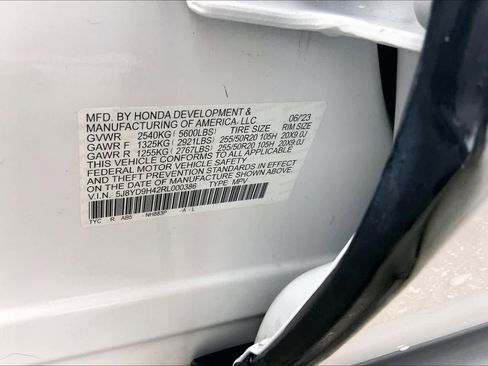 MFD. BY HONDA DEVELOPMENT & 06/23
MANUFACTURING OF AMERICA, LLC
GVWR 2540KG (5600LBS) TIRE SIZE RIM SIZE
GAWR F 1325KG (2921LBS) 255/50R20 105H 20X9.0J
GAWR R 1255KG (2767LBS) 255/50R20 105H 20X9.0J
THIS VEHICLE CONFORMS TO ALL APPLICABLE
FEDERAL MOTOR VEHICLE SAFETY
AND THEFT PREVENTION STANDARDS IN EFFECT
ON THE DATE OF MANUFACTURE SHOWN ABOVE.
V.I.N.: 5J8YD9H42RL000386 TYPE: MPV
TYC R AB5 - NH883P - A - L